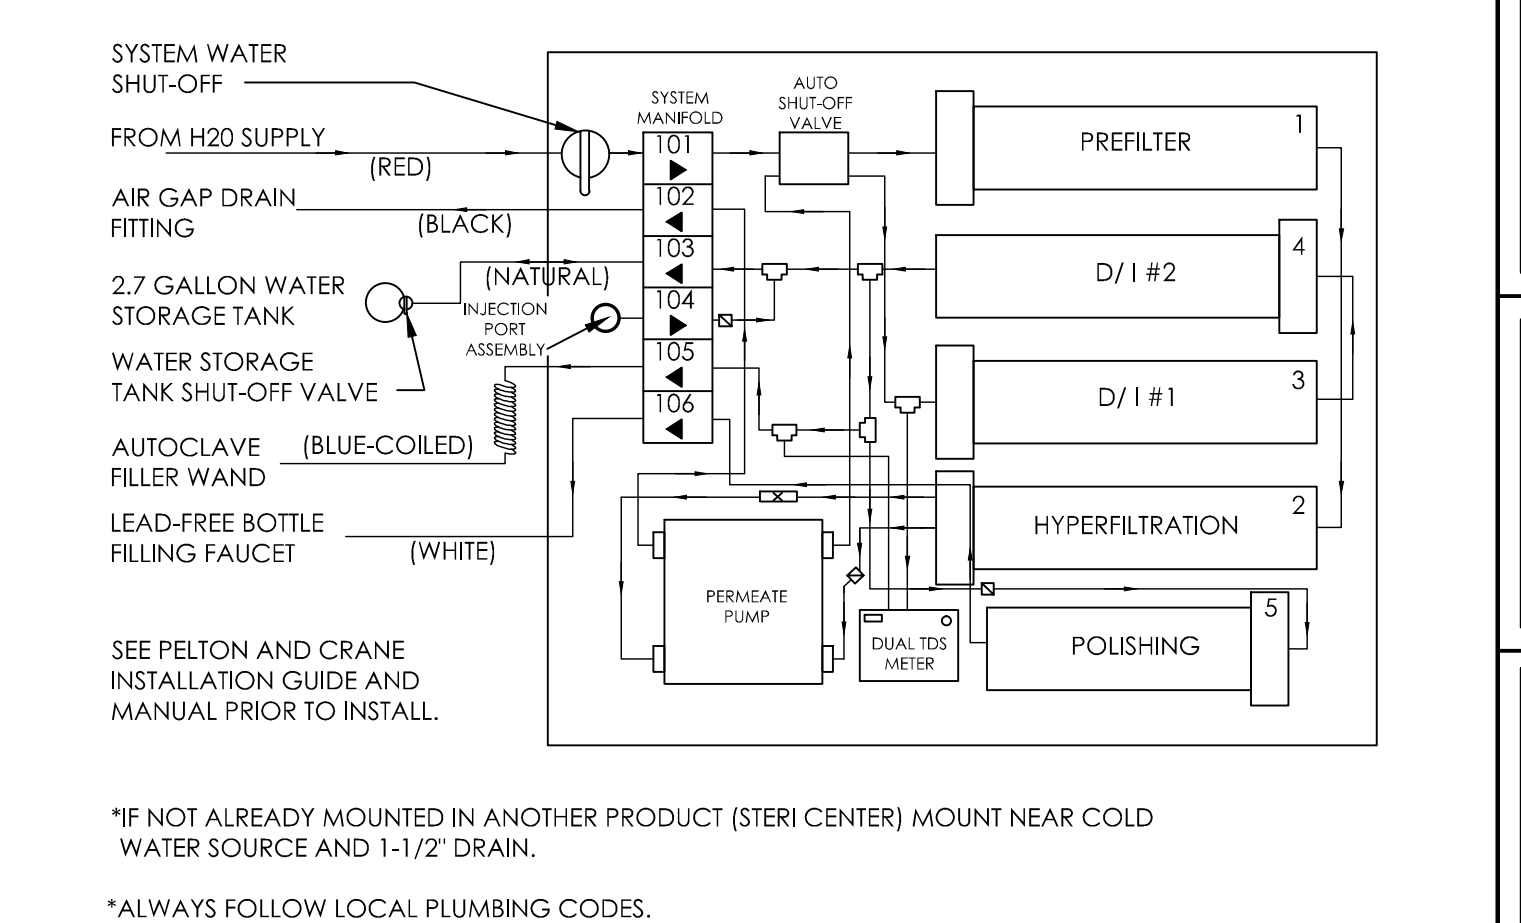 SYSTEM WATER
SHUT-OFF
FROM H20 SUPPLY
(RED)
AIR GAP DRAIN
FITTING
(BLACK)
2.7 GALLON WATER
STORAGE TANK
(NATURAL)
INJECTION
PORT
ASSEMBLY
WATER STORAGE
TANK SHUT-OFF VALVE
AUTOCLAVE
FILLER WAND
(BLUE-COILED)
LEAD-FREE BOTTLE
FILLING FAUCET
(WHITE)
SYSTEM
MANIFOLD
101
102
103
104
105
106
AUTO
SHUT-OFF
VALVE
PREFILTER
1
D/I #2
4
D/I #1
3
HYPERFILTRATION
2
POLISHING
5
PERMEATE
PUMP
DUAL TDS
METER
SEE PELTON AND CRANE
INSTALLATION GUIDE AND
MANUAL PRIOR TO INSTALL.
*IF NOT ALREADY MOUNTED IN ANOTHER PRODUCT (STERI CENTER) MOUNT NEAR COLD
WATER SOURCE AND 1-1/2" DRAIN.
*ALWAYS FOLLOW LOCAL PLUMBING CODES.